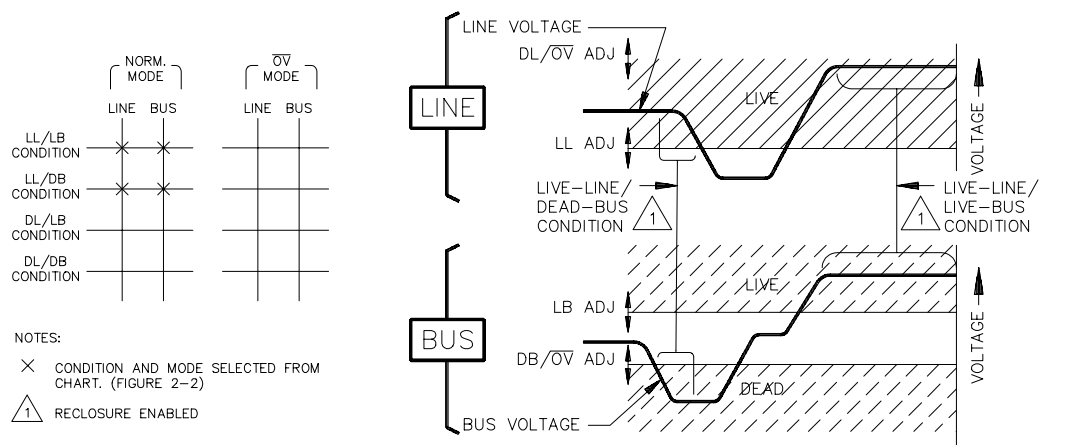 NORM.
MODE
O̅V̅
MODE
LINE BUS
LINE BUS
LL/LB
CONDITION
LL/DB
CONDITION
DL/LB
CONDITION
DL/DB
CONDITION
NOTES:
CONDITION AND MODE SELECTED FROM
CHART. (FIGURE 2-2)
1 RECLOSURE ENABLED
LINE VOLTAGE
DL/O̅V̅ ADJ
LINE
LIVE
LL ADJ
VOLTAGE
LIVE-LINE/
DEAD-BUS
CONDITION
1
1
LIVE-LINE/
LIVE-BUS
CONDITION
LIVE
LB ADJ
BUS
DB/O̅V̅ ADJ
VOLTAGE
DEAD
BUS VOLTAGE